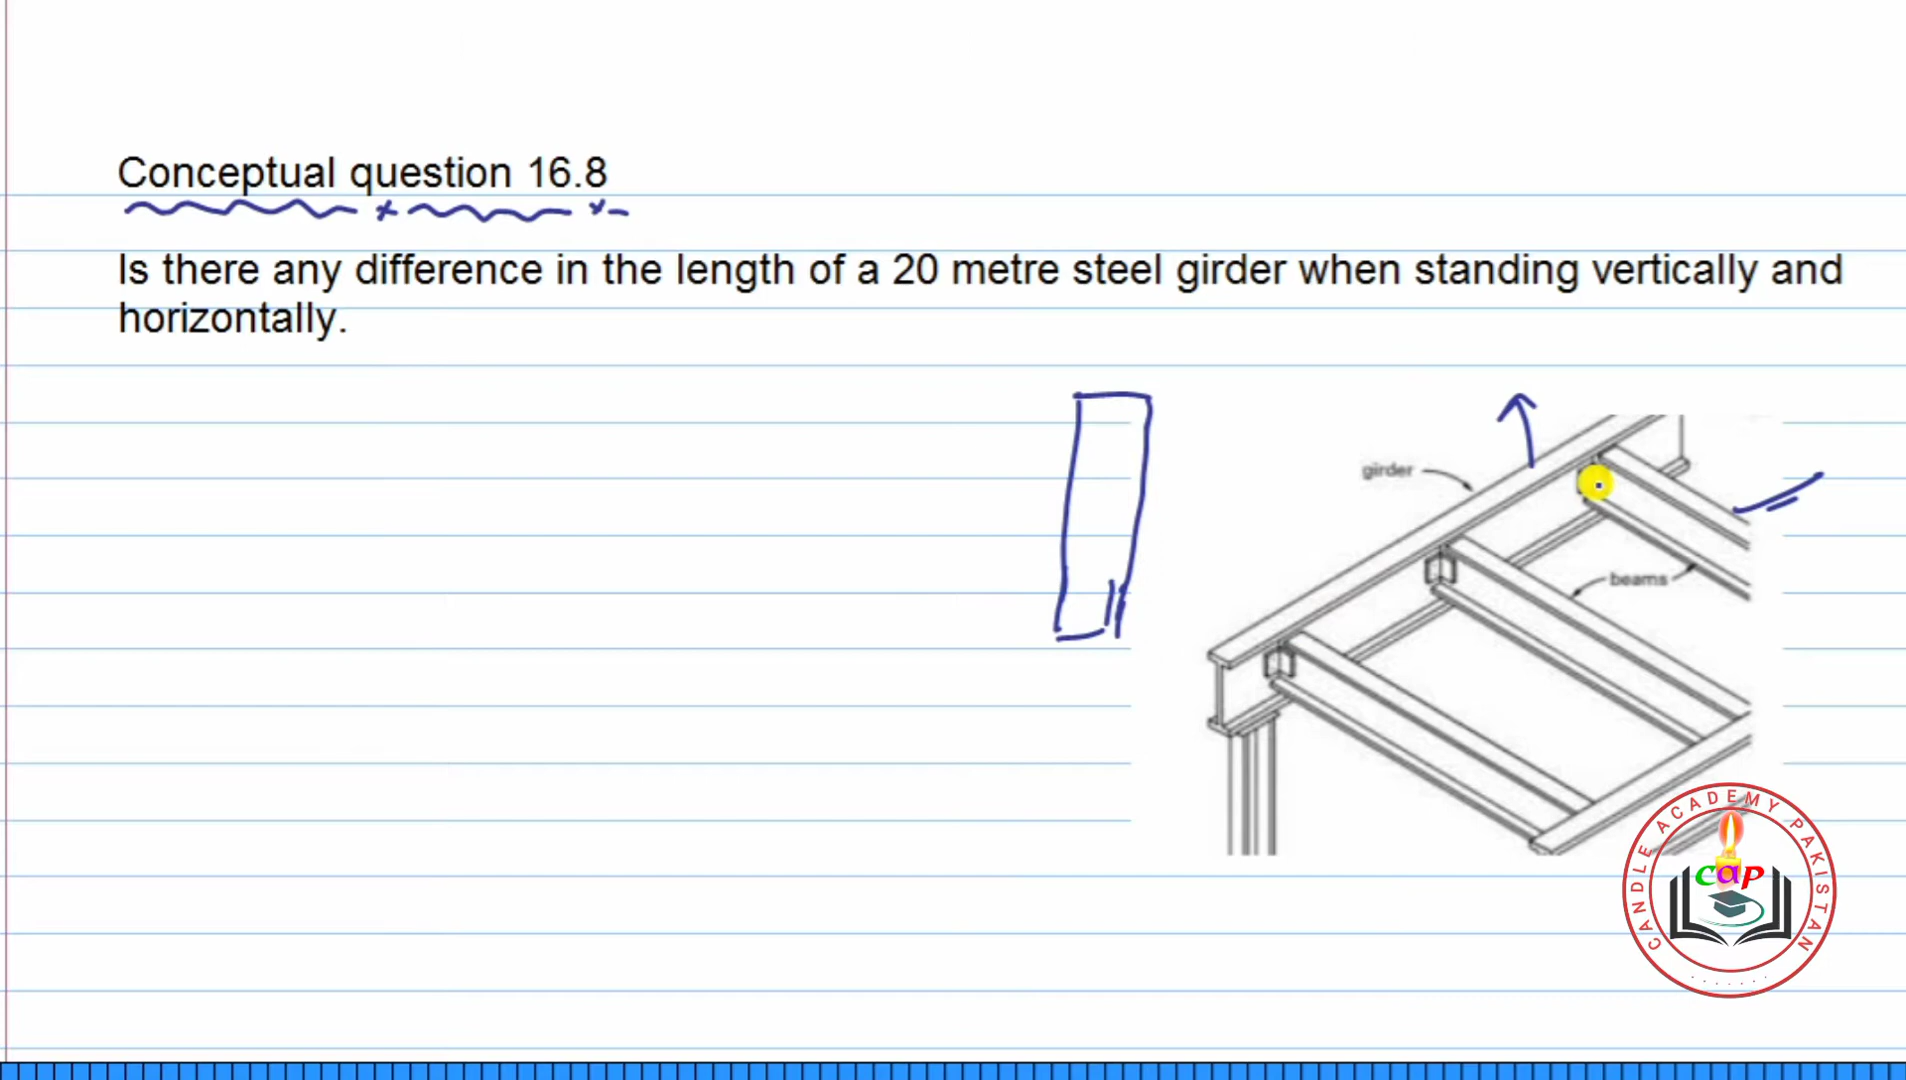 Conceptual question 16.8
Is there any difference in the length of a 20 metre steel girder when standing vertically and
horizontally.
girder
beams
CANDLE ACADEMY PAKISTAN
cap